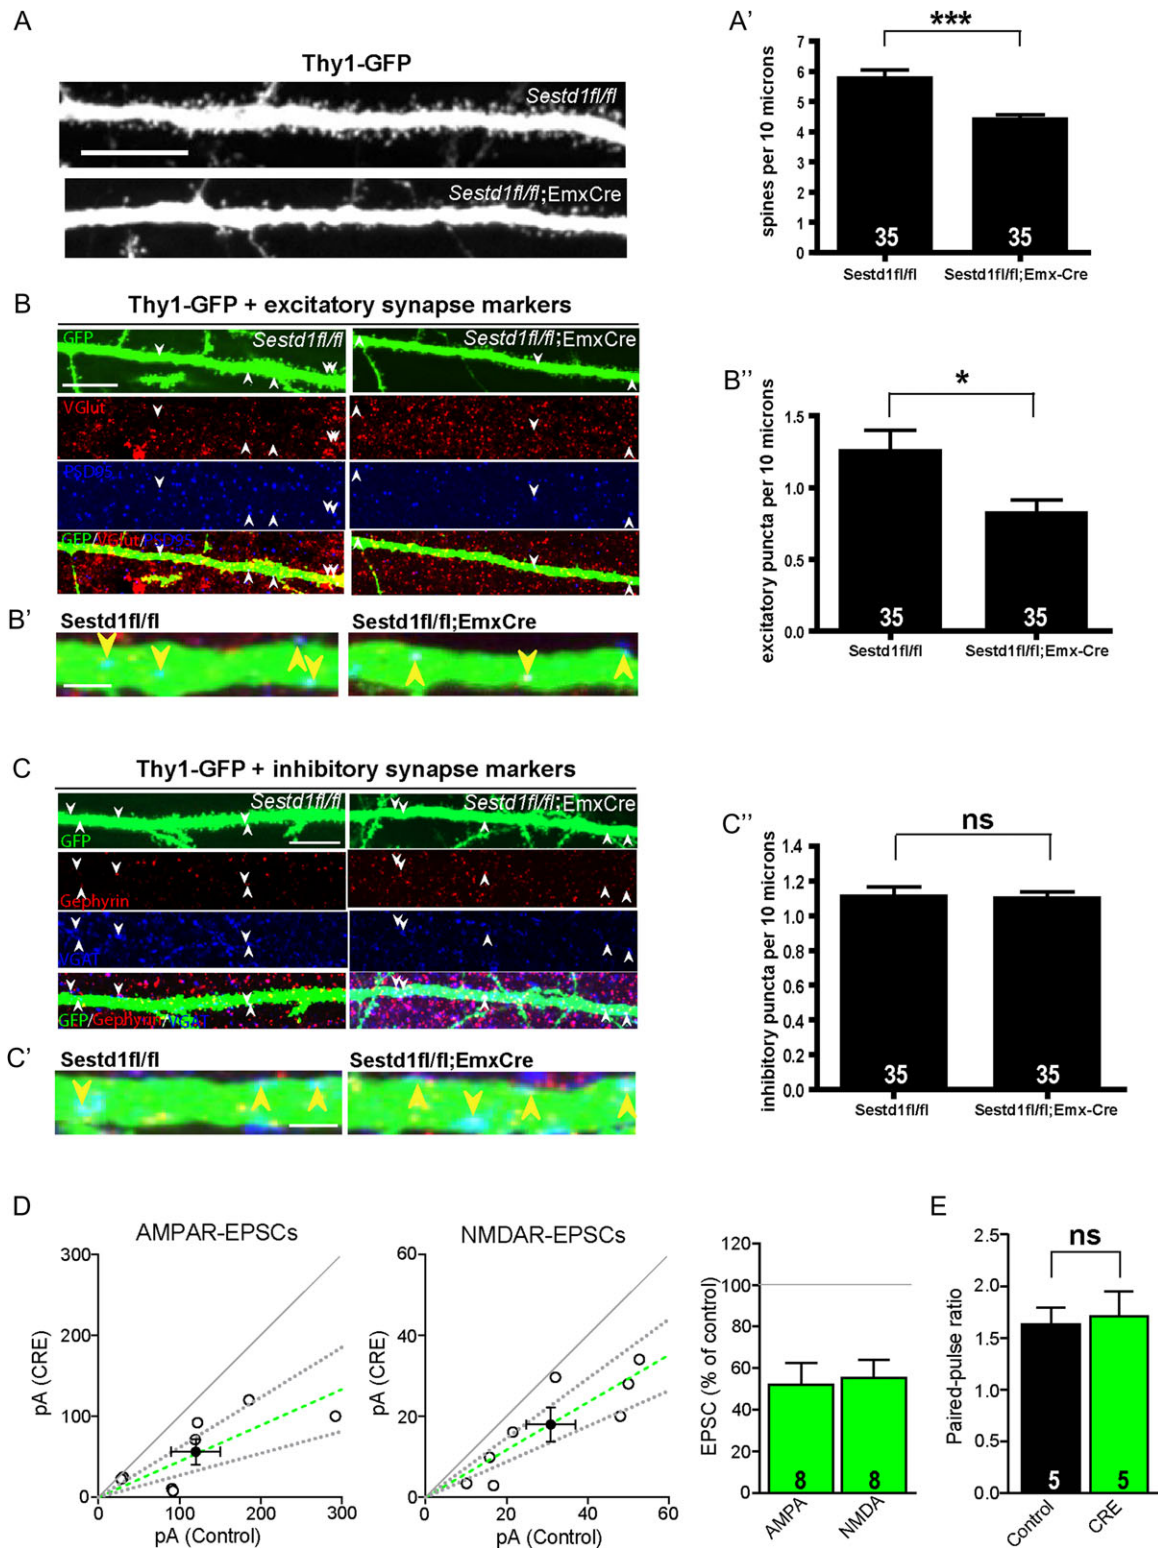 A
Thy1-GFP
Sestd1fl/fl
Sestd1fl/fl;EmxCre
A'
***
spines per 10 microns
7
6
5
4
3
2
1
0
35
35
Sestd1fl/fl
Sestd1fl/fl;Emx-Cre
B
Thy1-GFP + excitatory synapse markers
GFP
Sestd1fl/fl
Sestd1fl/fl;EmxCre
VGlut
PSD95
GFP/VGlut/PSD95
B'
Sestd1fl/fl
Sestd1fl/fl;EmxCre
B''
*
excitatory puncta per 10 microns
1.5
1.0
0.5
0.0
35
35
Sestd1fl/fl
Sestd1fl/fl;Emx-Cre
C
Thy1-GFP + inhibitory synapse markers
Sestd1fl/fl
Sestd1fl/fl;EmxCre
GFP
Gephyrin
VGAT
GFP/Gephyrin/VGAT
C'
Sestd1fl/fl
Sestd1fl/fl;EmxCre
C''
ns
inhibitory puncta per 10 microns
1.4
1.2
1.0
0.8
0.6
0.4
0.2
0.0
35
35
Sestd1fl/fl
Sestd1fl/fl;Emx-Cre
D
AMPAR-EPSCs
pA (CRE)
300
200
100
0
0
100
200
300
pA (Control)
NMDAR-EPSCs
pA (CRE)
60
40
20
0
0
20
40
60
pA (Control)
EPSC (% of control)
120
100
80
60
40
20
0
8
8
AMPA
NMDA
E
ns
Paired-pulse ratio
2.5
2.0
1.5
1.0
0.5
0.0
5
5
Control
CRE